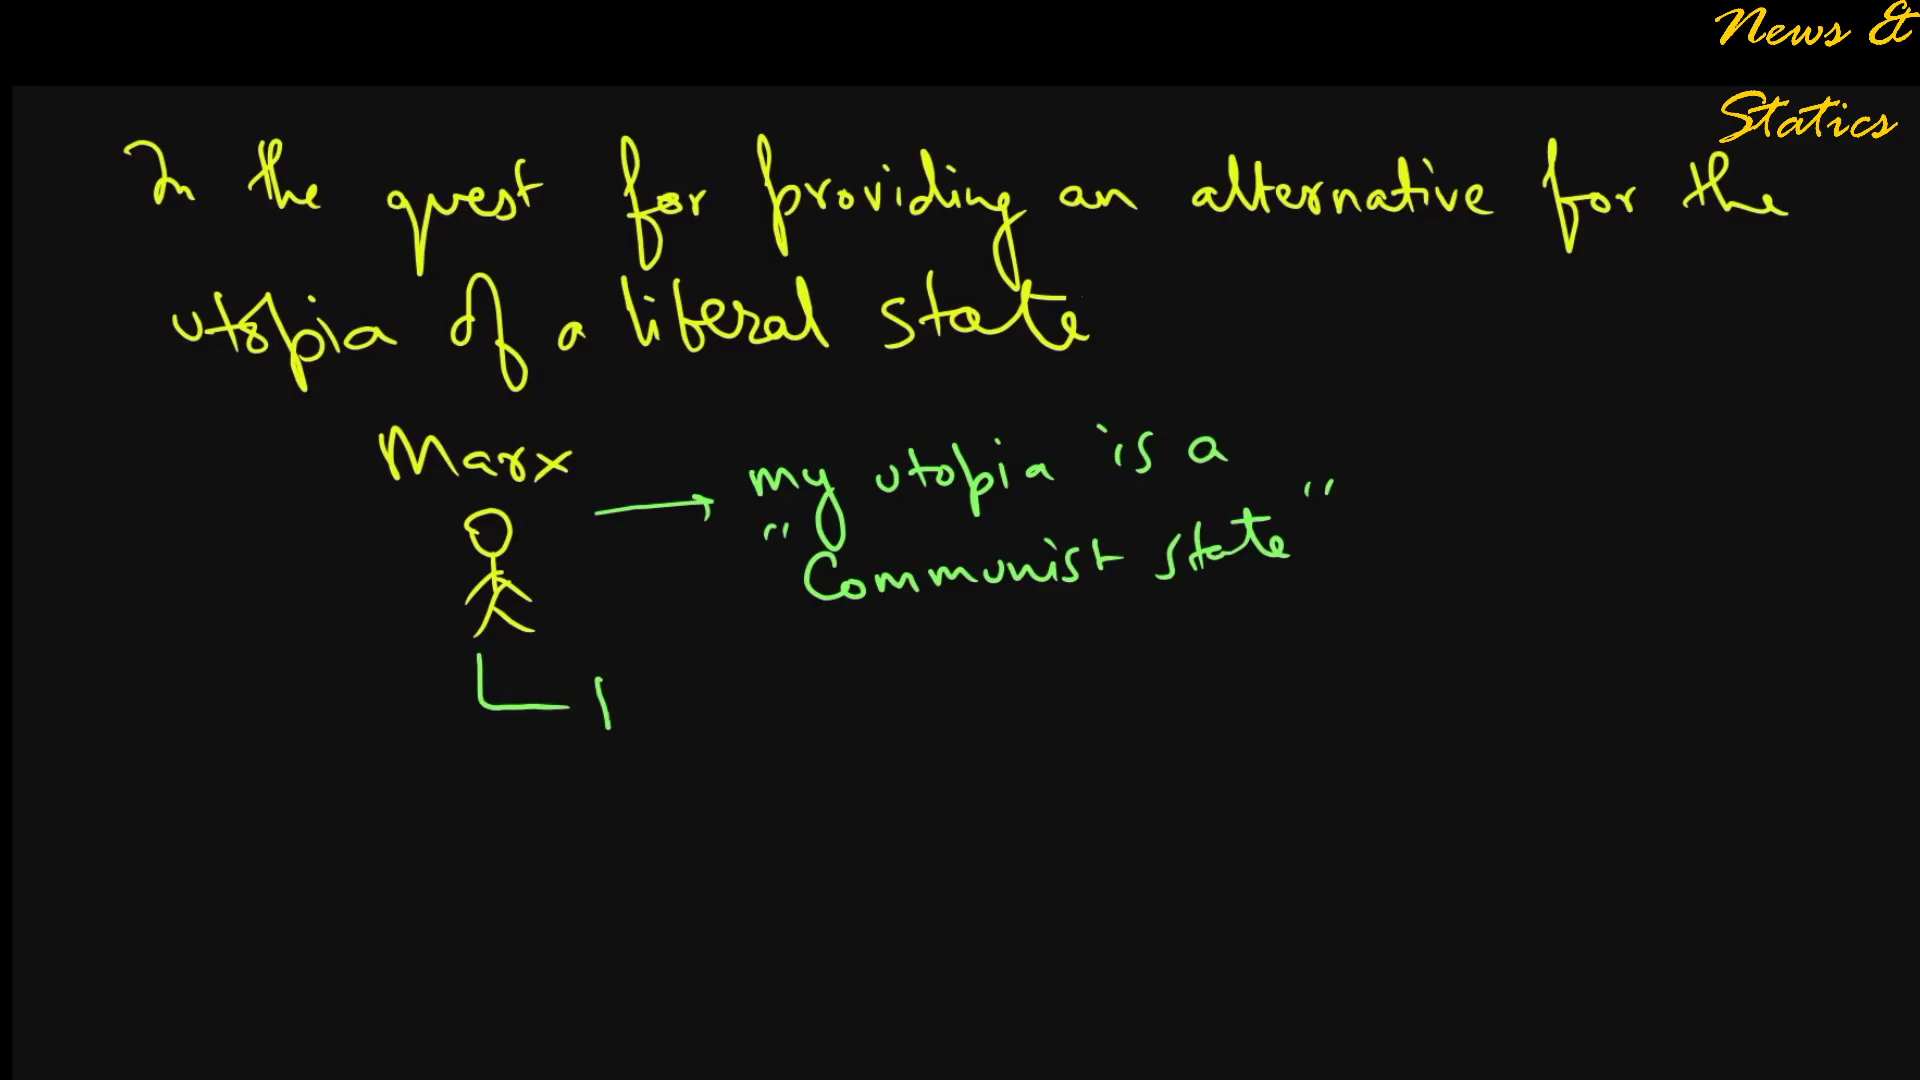 News &
Statics
In the quest for providing an alternative for the
utopia of a liberal state
Marx
my utopia is a
"Communist state"